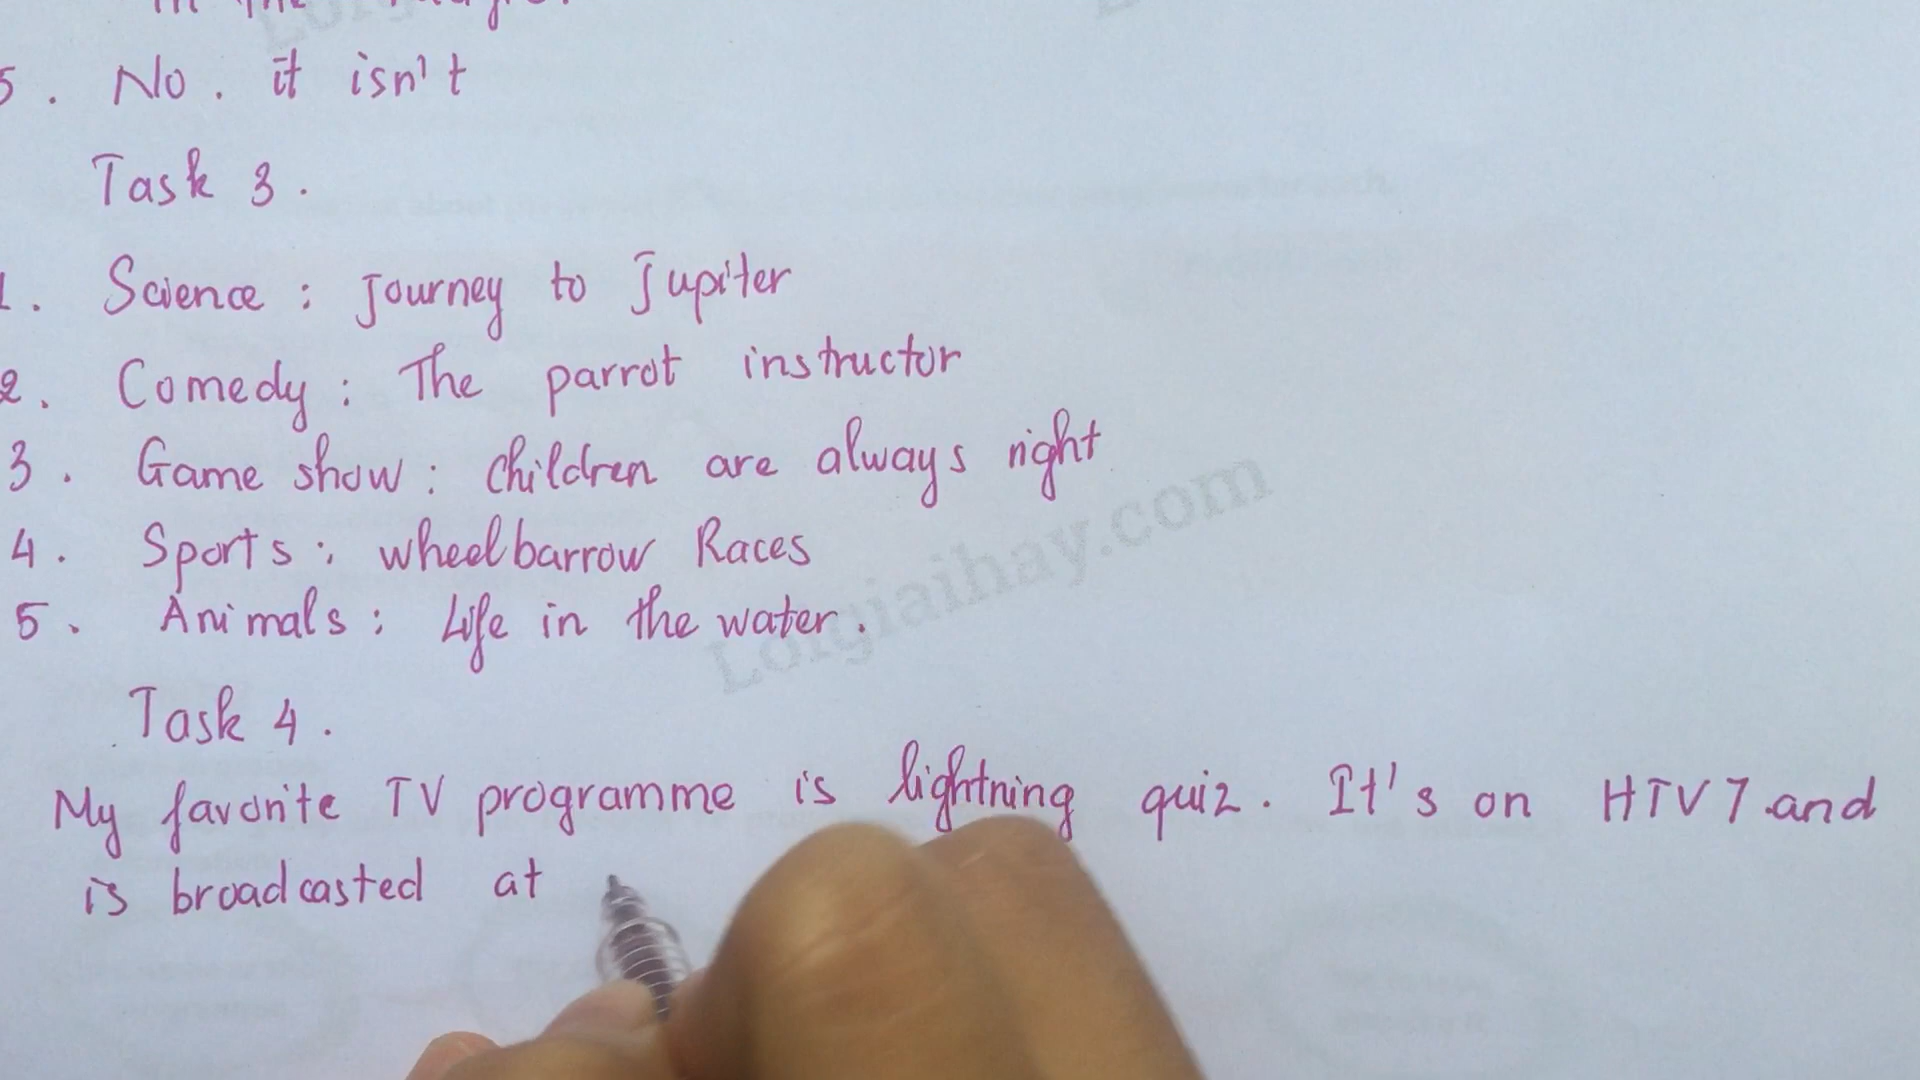 5. No. it isn't
Task 3.
1. Science: Journey to Jupiter
2. Comedy: The parrot instructor
3. Game show: Children are always right
4. Sports: wheelbarrow Races
5. Animals: Life in the water.
Task 4.
My favorite TV programme is lightning quiz. It's on HTV7 and
is broadcasted at
Loigiaihay.com